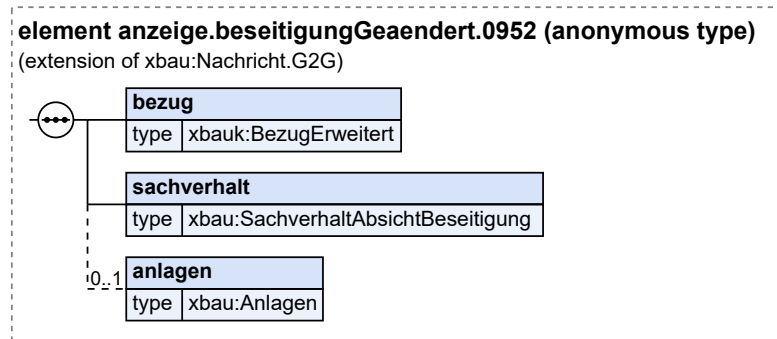 element anzeige.beseitigungGeaendert.0952 (anonymous type)
(extension of xbau:Nachricht.G2G)
bezug
type xbauk:BezugErweitert
sachverhalt
type xbau:SachverhaltAbsichtBeseitigung
0..1 anlagen
type xbau:Anlagen